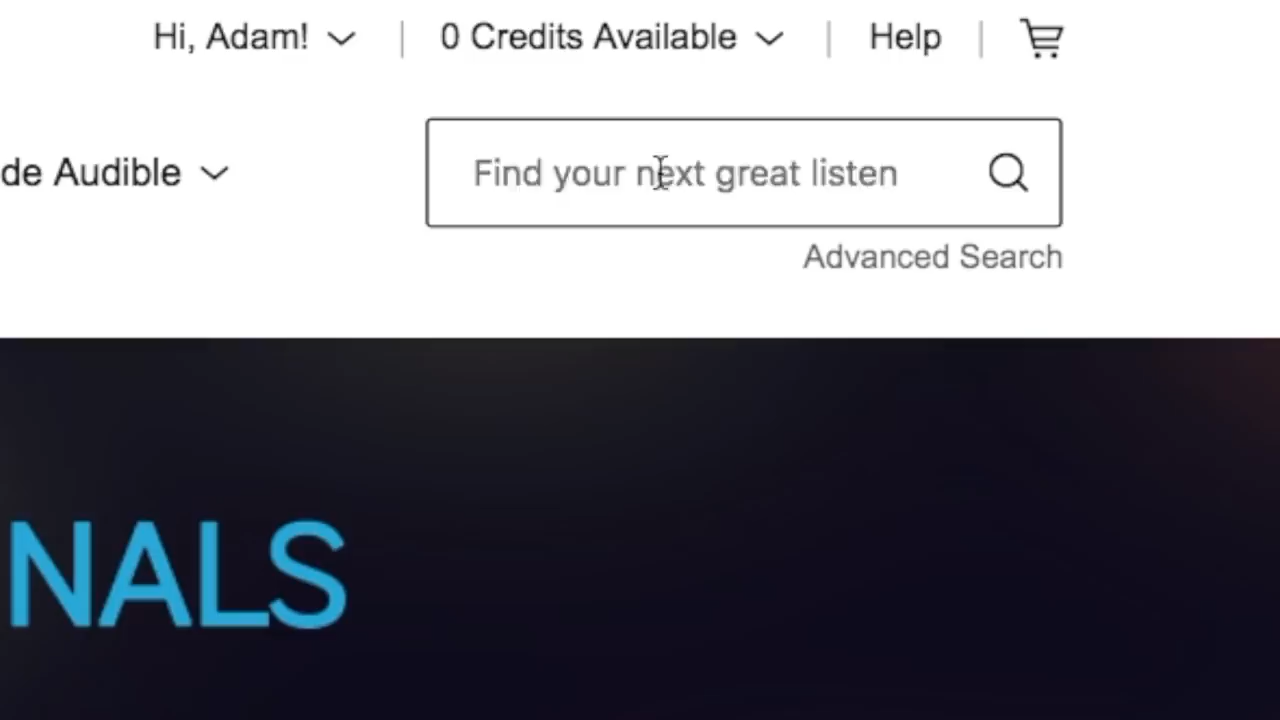 Hi, Adam!
0 Credits Available
Help
de Audible
Find your next great listen
Advanced Search
NALS